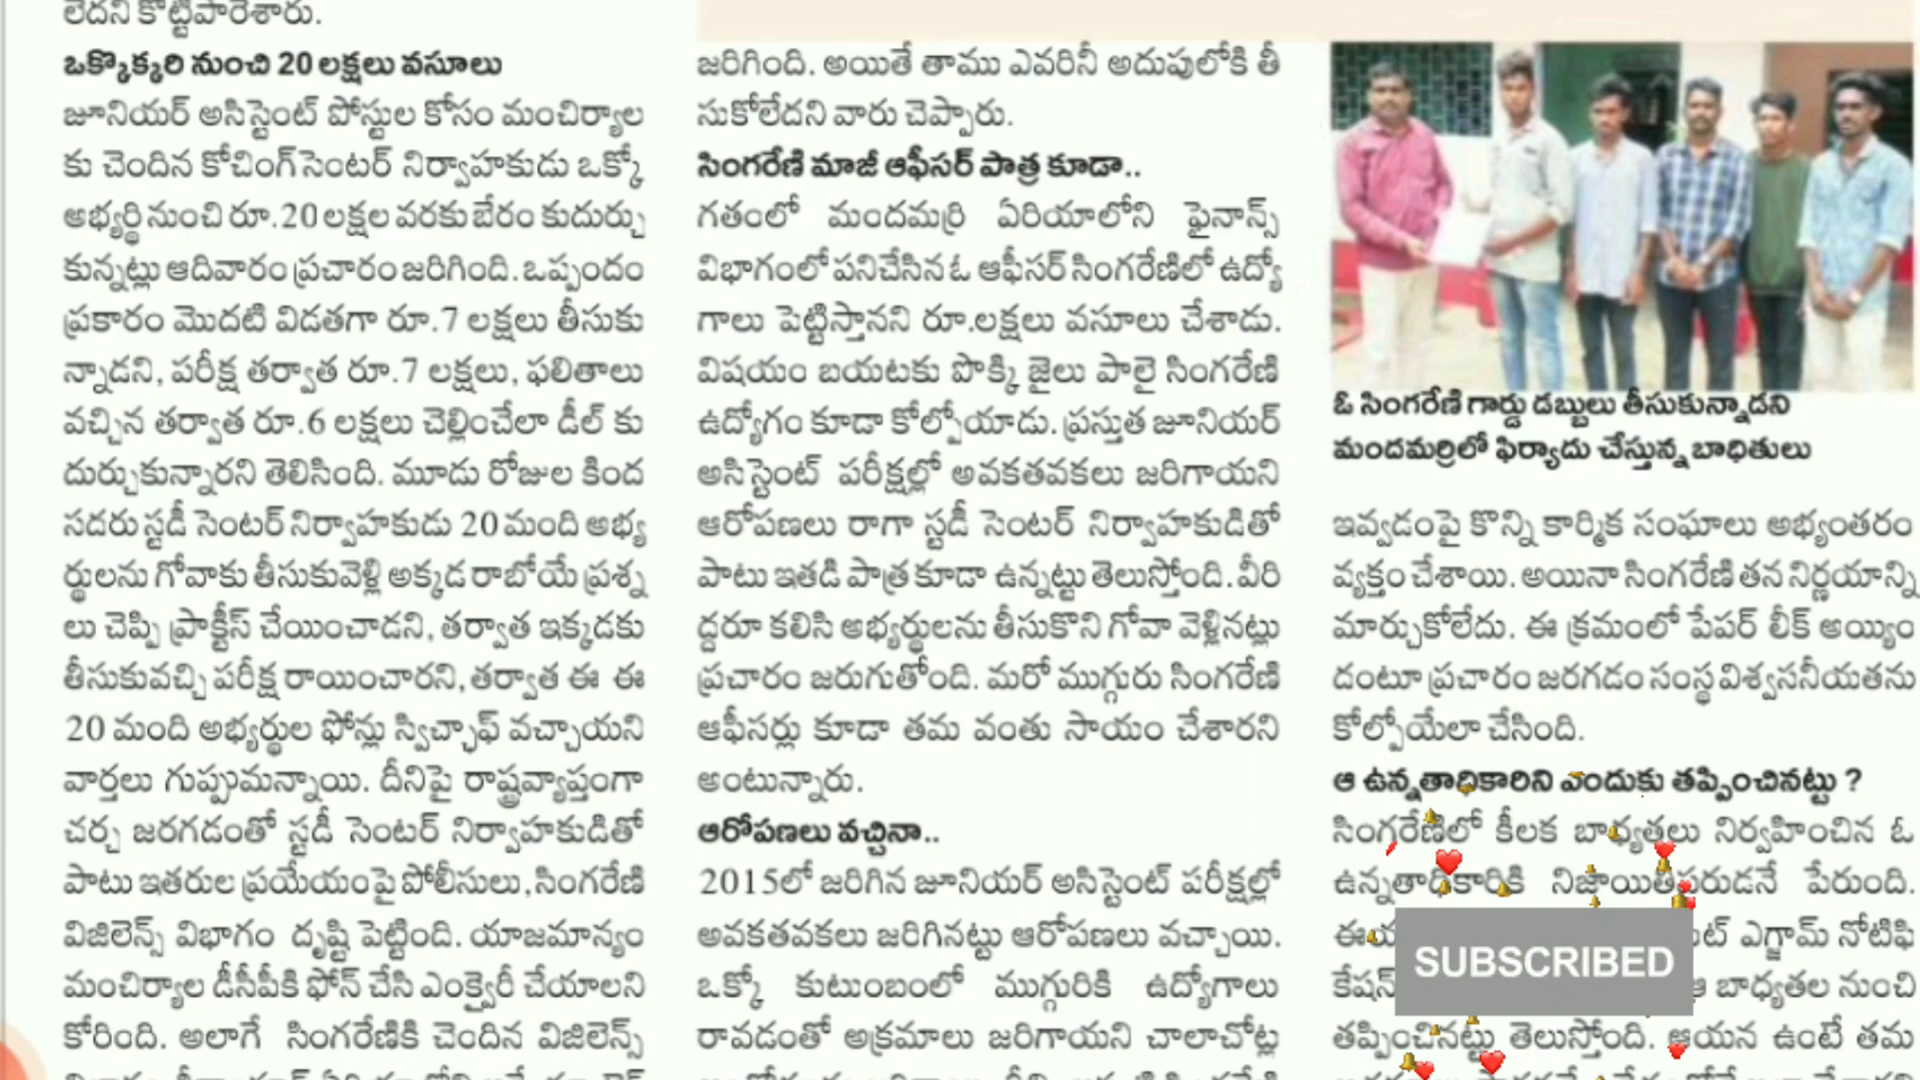 లేదని కొట్టిపారేశారు.
ఒక్కొక్కరి నుంచి 20 లక్షలు వసూలు
జూనియర్ అసిస్టెంట్ పోస్టుల కోసం మంచిర్యాల
కు చెందిన కోచింగ్‌సెంటర్ నిర్వాహకుడు ఒక్కో
అభ్యర్థి నుంచి రూ.20 లక్షల వరకు బేరం కుదుర్చు
కున్నట్లు ఆదివారం ప్రచారం జరిగింది. ఒప్పందం
ప్రకారం మొదటి విడతగా రూ.7 లక్షలు తీసుకు
న్నాడని, పరీక్ష తర్వాత రూ.7 లక్షలు, ఫలితాలు
వచ్చిన తర్వాత రూ.6 లక్షలు చెల్లించేలా డీల్ కు
దుర్చుకున్నారని తెలిసింది. మూడు రోజుల కింద
సదరు స్టడీ సెంటర్ నిర్వాహకుడు 20 మంది అభ్య
ర్థులను గోవాకు తీసుకువెళ్లి అక్కడ రాబోయే ప్రశ్న
లు చెప్పి ప్రాక్టీస్ చేయించాడని, తర్వాత ఇక్కడకు
తీసుకువచ్చి పరీక్ష రాయించారని, తర్వాత ఈ ఈ
20 మంది అభ్యర్థుల ఫోన్లు స్విచ్ఛాఫ్ వచ్చాయని
వార్తలు గుప్పుమన్నాయి. దీనిపై రాష్ట్రవ్యాప్తంగా
చర్చ జరగడంతో స్టడీ సెంటర్ నిర్వాహకుడితో
పాటు ఇతరుల ప్రమేయంపై పోలీసులు, సింగరేణి
విజిలెన్స్ విభాగం దృష్టి పెట్టింది. యాజమాన్యం
మంచిర్యాల డీసీపీకి ఫోన్ చేసి ఎంక్వైరీ చేయాలని
కోరింది. అలాగే సింగరేణికి చెందిన విజిలెన్స్
జరిగింది. అయితే తాము ఎవరినీ అదుపులోకి తీ
సుకోలేదని వారు చెప్పారు.
సింగరేణి మాజీ ఆఫీసర్ పాత్ర కూడా..
గతంలో మందమర్రి ఏరియాలోని ఫైనాన్స్
విభాగంలో పనిచేసిన ఓ ఆఫీసర్ సింగరేణిలో ఉద్యో
గాలు పెట్టిస్తానని రూ.లక్షలు వసూలు చేశాడు.
విషయం బయటకు పొక్కి జైలు పాలై సింగరేణి
ఉద్యోగం కూడా కోల్పోయాడు. ప్రస్తుత జూనియర్
అసిస్టెంట్ పరీక్షల్లో అవకతవకలు జరిగాయని
ఆరోపణలు రాగా స్టడీ సెంటర్ నిర్వాహకుడితో
పాటు ఇతడి పాత్ర కూడా ఉన్నట్టు తెలుస్తోంది. వీరి
ద్దరూ కలిసి అభ్యర్థులను తీసుకొని గోవా వెళ్లినట్లు
ప్రచారం జరుగుతోంది. మరో ముగ్గురు సింగరేణి
ఆఫీసర్లు కూడా తమ వంతు సాయం చేశారని
అంటున్నారు.
ఆరోపణలు వచ్చినా..
2015లో జరిగిన జూనియర్ అసిస్టెంట్ పరీక్షల్లో
అవకతవకలు జరిగినట్టు ఆరోపణలు వచ్చాయి.
ఒక్కో కుటుంబంలో ముగ్గురికి ఉద్యోగాలు
రావడంతో అక్రమాలు జరిగాయని చాలాచోట్ల
ఓ సింగరేణి గార్డు డబ్బులు తీసుకున్నాడని
మందమర్రిలో ఫిర్యాదు చేస్తున్న బాధితులు
ఇవ్వడంపై కొన్ని కార్మిక సంఘాలు అభ్యంతరం
వ్యక్తం చేశాయి. అయినా సింగరేణి తన నిర్ణయాన్ని
మార్చుకోలేదు. ఈ క్రమంలో పేపర్ లీక్ అయ్యిం
దంటూ ప్రచారం జరగడం సంస్థ విశ్వసనీయతను
కోల్పోయేలా చేసింది.
ఆ ఉన్నతాధికారిని ఎందుకు తప్పించినట్టు ?
సింగరేణిలో కీలక బాధ్యతలు నిర్వహించిన ఓ
ఉన్నతాధికారికి నిజాయితీపరుడనే పేరుంది.
ఎగ్జామ్ నోటిఫి
కేషన్ ఆ బాధ్యతల నుంచి
తప్పించినట్టు తెలుస్తోంది. ఆయన ఉంటే తమ
SUBSCRIBED